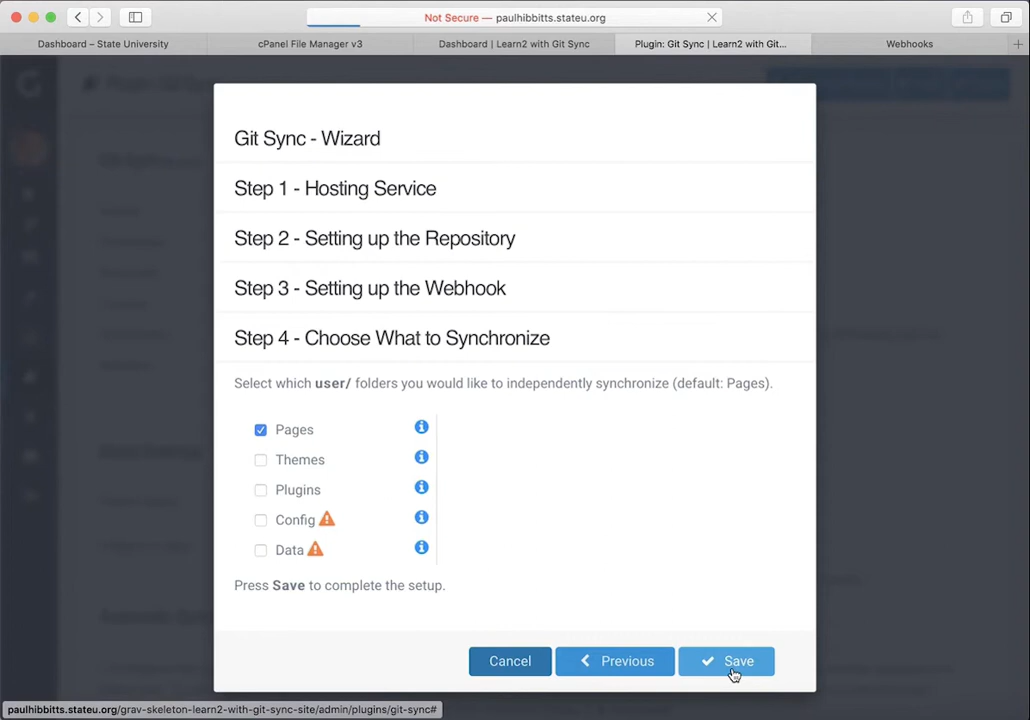 Not Secure — paulhibbitts.stateu.org
Dashboard – State University
cPanel File Manager v3
Dashboard | Learn2 with Git Sync
Plugin: Git Sync | Learn2 with Git...
Webhooks
Git Sync - Wizard
Step 1 - Hosting Service
Step 2 - Setting up the Repository
Step 3 - Setting up the Webhook
Step 4 - Choose What to Synchronize
Select which user/ folders you would like to independently synchronize (default: Pages).
Pages
Themes
Plugins
Config
Data
Press Save to complete the setup.
Cancel
Previous
Save
paulhibbitts.stateu.org/grav-skeleton-learn2-with-git-sync-site/admin/plugins/git-sync#